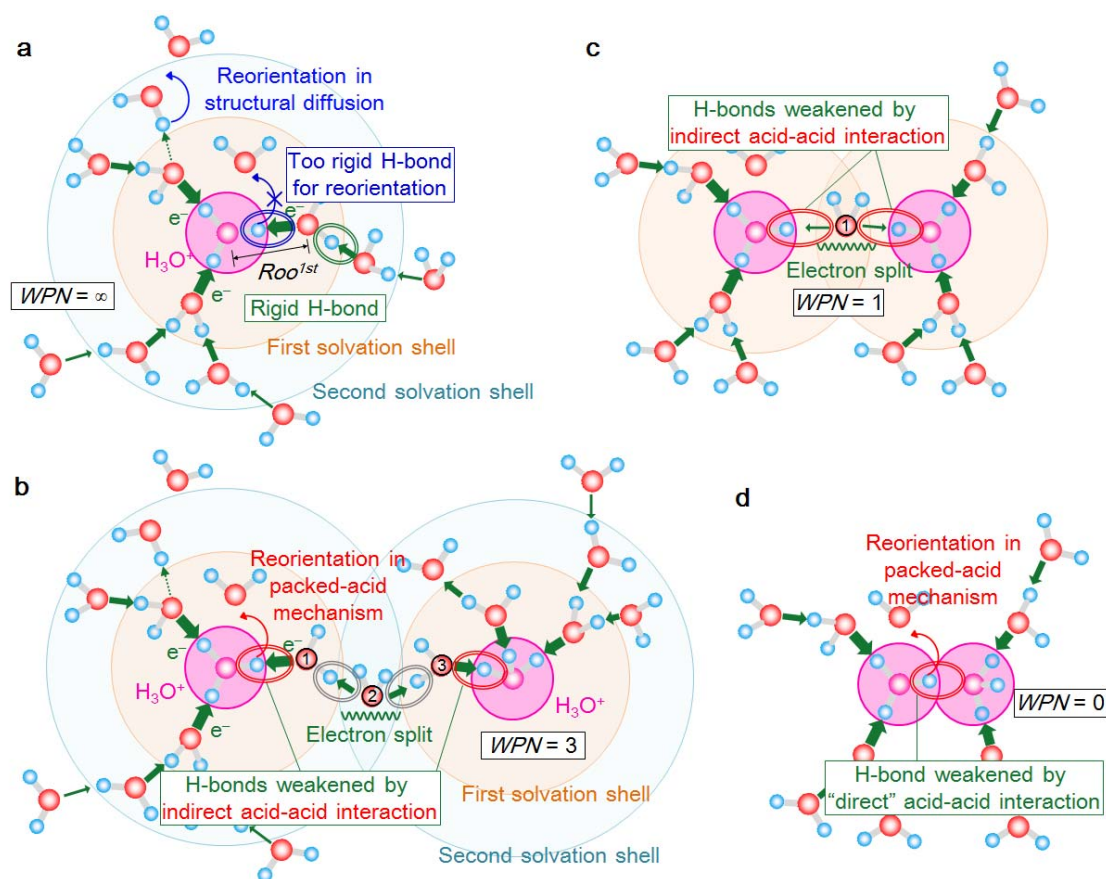 a
Reorientation in
structural diffusion
Too rigid H-bond
for reorientation
e⁻
e⁻
H₃O⁺
Roo¹ˢᵗ
WPN = ∞
e⁻
Rigid H-bond
First solvation shell
Second solvation shell
c
H-bonds weakened by
indirect acid-acid interaction
1
Electron split
WPN = 1
b
Reorientation in
packed-acid
mechanism
e⁻
e⁻
1
3
H₃O⁺
2
H₃O⁺
e⁻
Electron split
WPN = 3
H-bonds weakened by
indirect acid-acid interaction
First solvation shell
Second solvation shell
d
Reorientation in
packed-acid
mechanism
WPN = 0
H-bond weakened by
“direct” acid-acid interaction